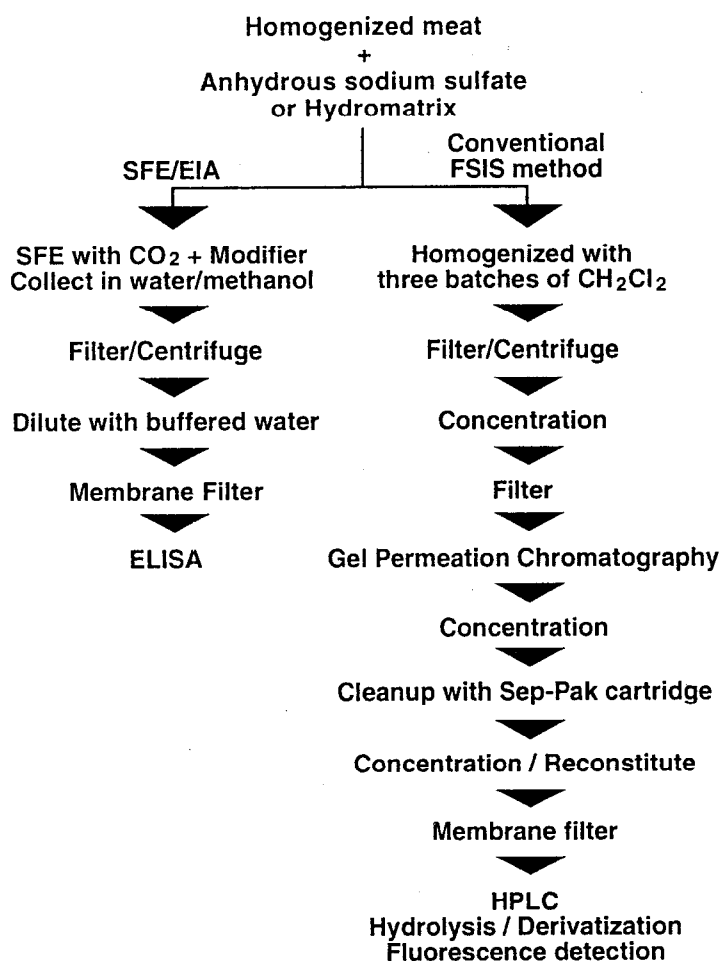 Homogenized meat
+
Anhydrous sodium sulfate
or Hydromatrix
SFE/EIA
Conventional
FSIS method
SFE with CO2 + Modifier
Collect in water/methanol
Filter/Centrifuge
Dilute with buffered water
Membrane Filter
ELISA
Homogenized with
three batches of CH2Cl2
Filter/Centrifuge
Concentration
Filter
Gel Permeation Chromatography
Concentration
Cleanup with Sep-Pak cartridge
Concentration / Reconstitute
Membrane filter
HPLC
Hydrolysis / Derivatization
Fluorescence detection